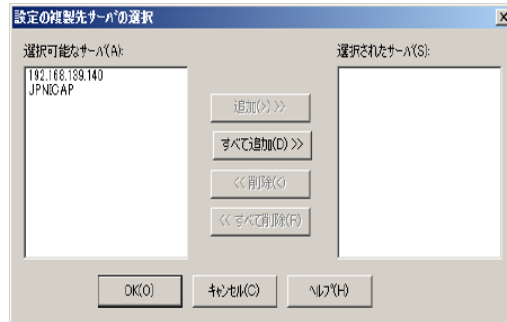 設定の複製先サーバの選択
選択可能なサーバ(A):
選択されたサーバ(S):
192.168.139.140
JPNICAP
追加(>) >>
すべて追加(D) >>
<< 削除(<)
<< すべて削除(R)
OK(O)
キャンセル(C)
ヘルプ(H)